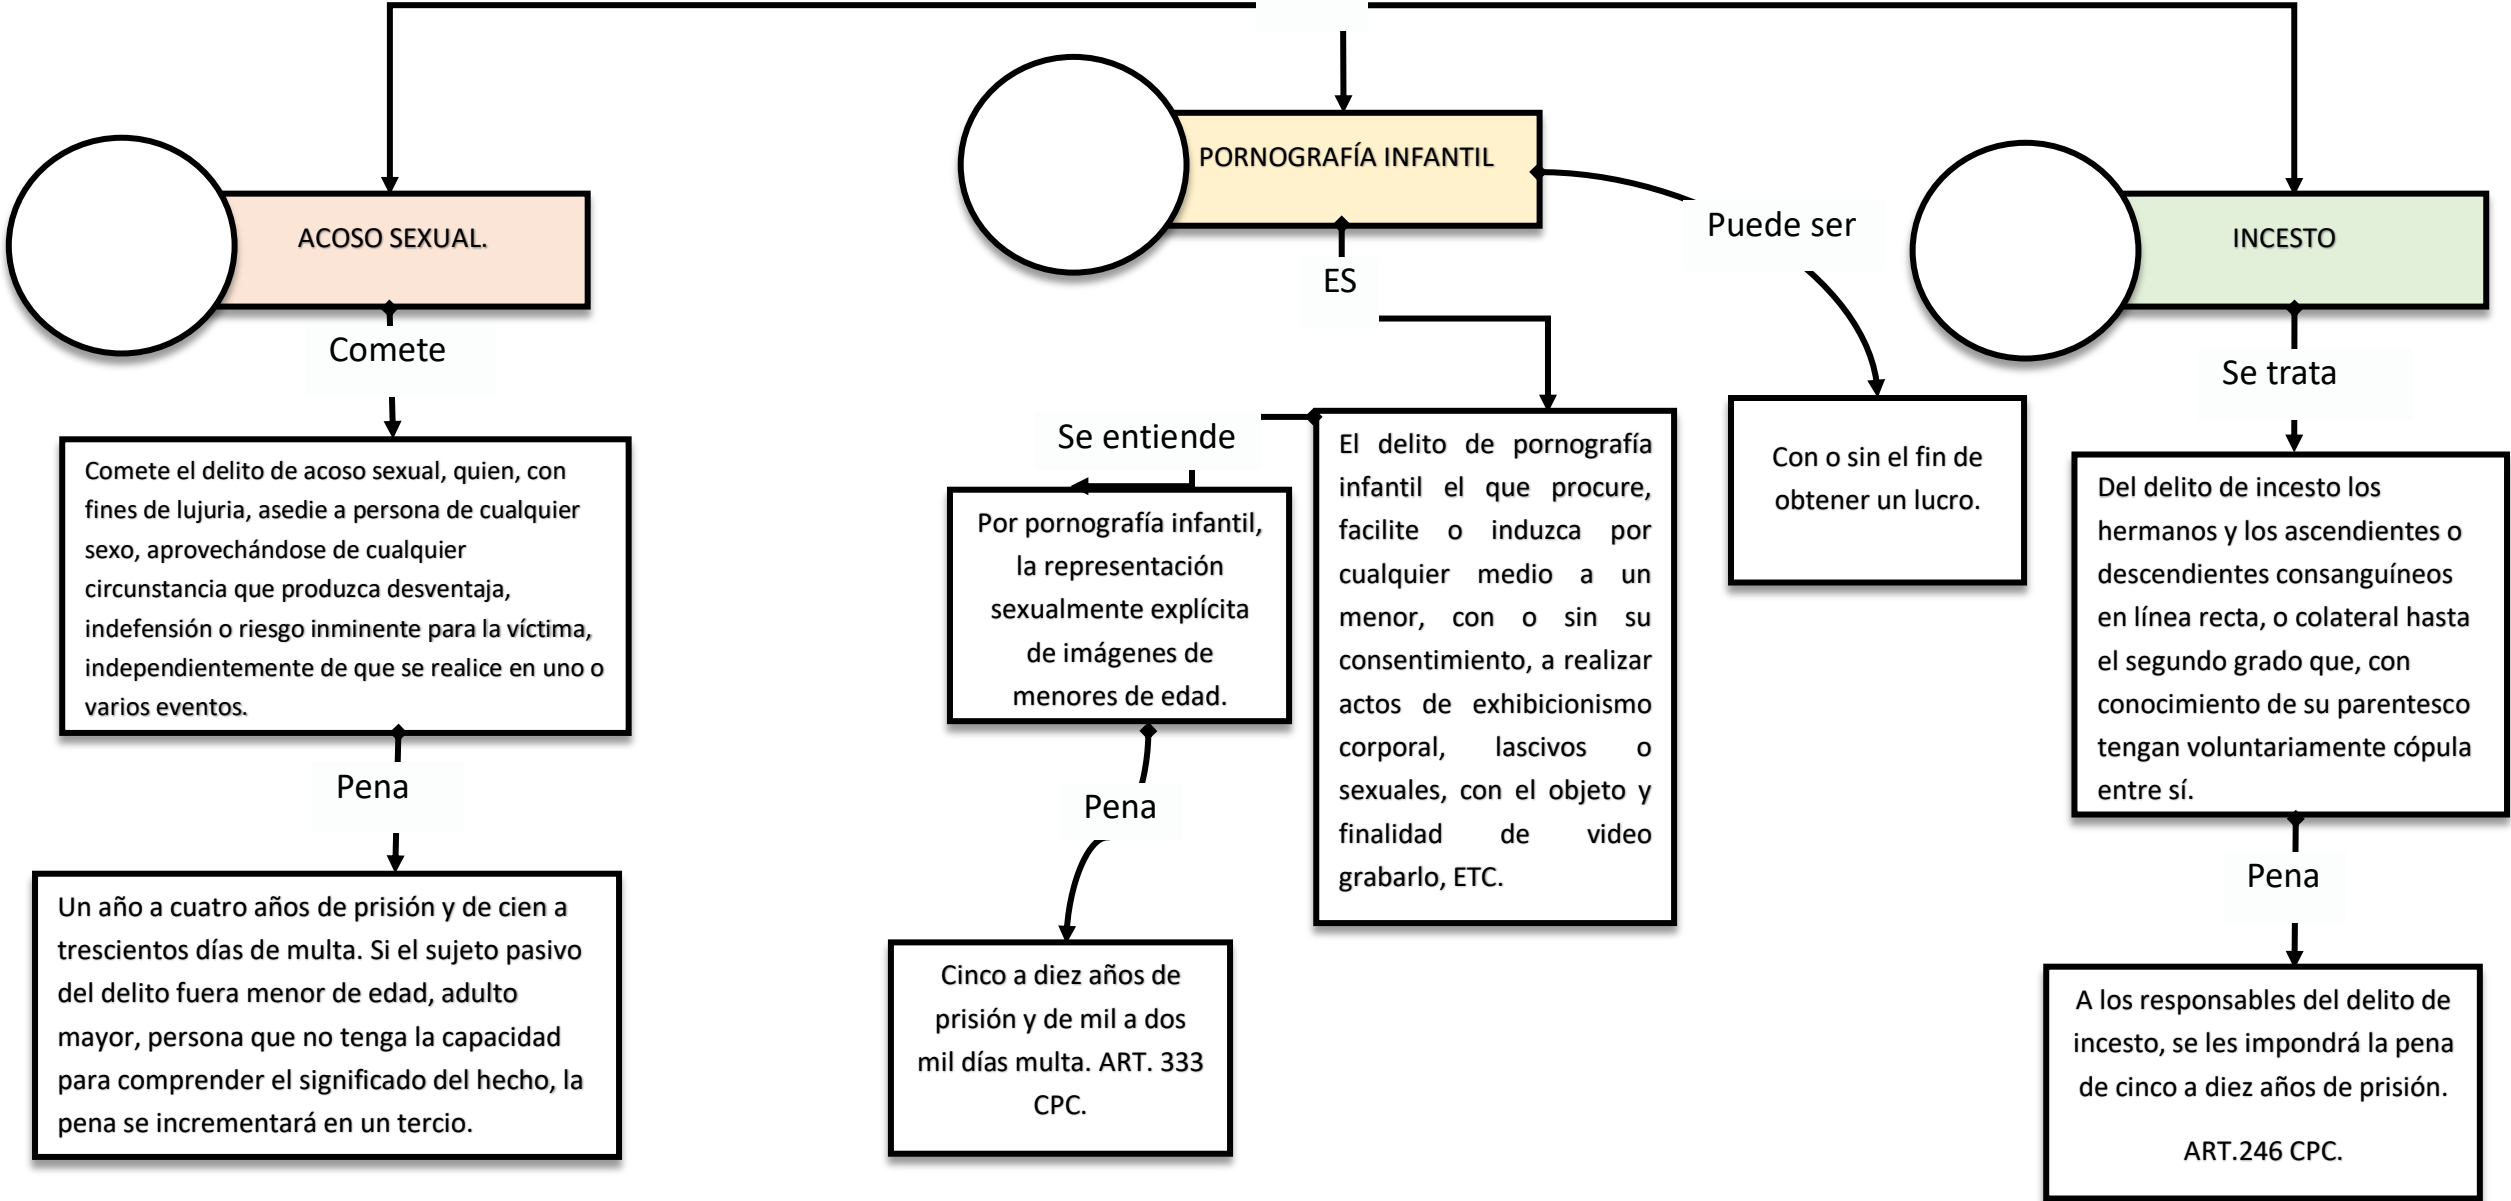 ACOSO SEXUAL.
Comete
Comete el delito de acoso sexual, quien, con
fines de lujuria, asedie a persona de cualquier
sexo, aprovechándose de cualquier
circunstancia que produzca desventaja,
indefensión o riesgo inminente para la víctima,
independientemente de que se realice en uno o
varios eventos.
Pena
Un año a cuatro años de prisión y de cien a
trescientos días de multa. Si el sujeto pasivo
del delito fuera menor de edad, adulto
mayor, persona que no tenga la capacidad
para comprender el significado del hecho, la
pena se incrementará en un tercio.
PORNOGRAFÍA INFANTIL
ES
El delito de pornografía
infantil el que procure,
facilite o induzca por
cualquier medio a un
menor, con o sin su
consentimiento, a realizar
actos de exhibicionismo
corporal, lascivos o
sexuales, con el objeto y
finalidad de video
grabarlo, ETC.
Se entiende
Por pornografía infantil,
la representación
sexualmente explícita
de imágenes de
menores de edad.
Pena
Cinco a diez años de
prisión y de mil a dos
mil días multa. ART. 333
CPC.
Puede ser
Con o sin el fin de
obtener un lucro.
INCESTO
Se trata
Del delito de incesto los
hermanos y los ascendientes o
descendientes consanguíneos
en línea recta, o colateral hasta
el segundo grado que, con
conocimiento de su parentesco
tengan voluntariamente cópula
entre sí.
Pena
A los responsables del delito de
incesto, se les impondrá la pena
de cinco a diez años de prisión.
ART.246 CPC.